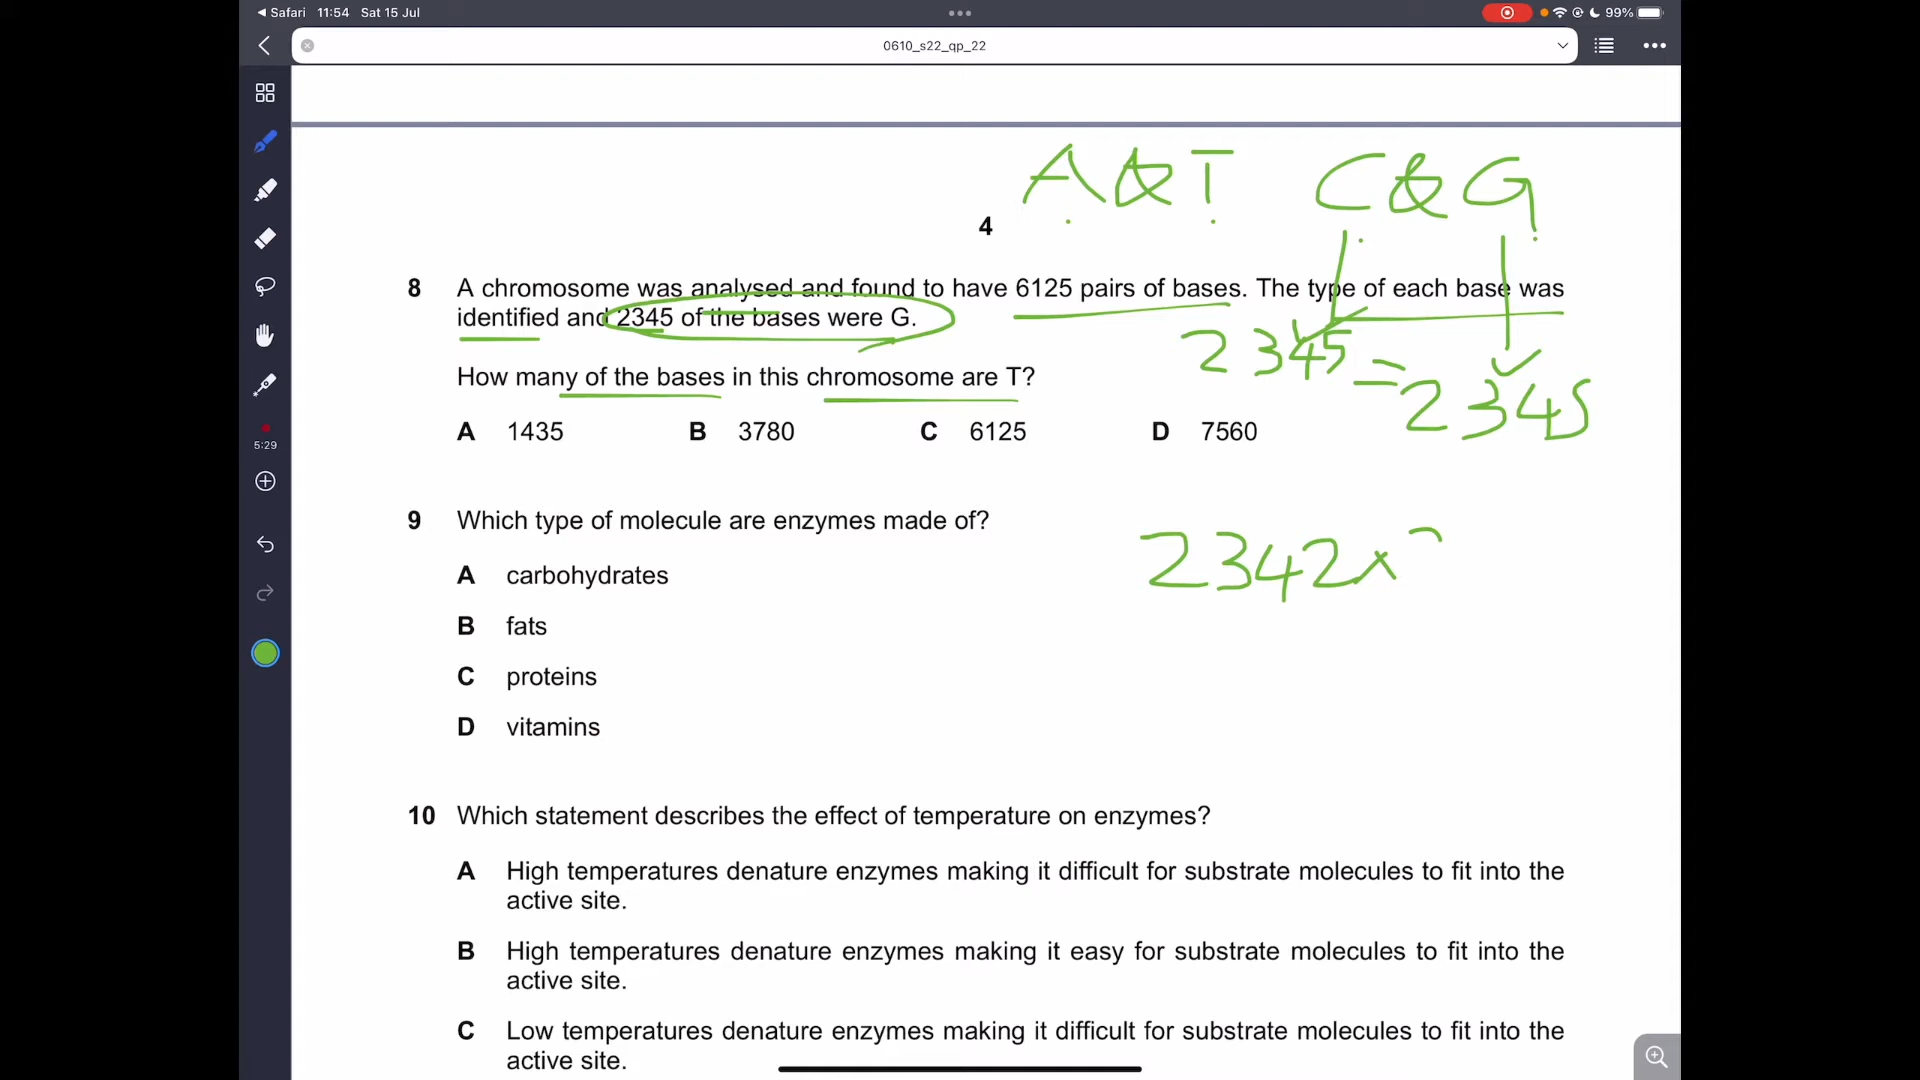 Safari 11:54 Sat 15 Jul
99%
0610_s22_qp_22
A & T C & G
4
8 A chromosome was analysed and found to have 6125 pairs of bases. The type of each base was
identified and 2345 of the bases were G.
2345 = 2345
How many of the bases in this chromosome are T?
A 1435 B 3780 C 6125 D 7560
5:29
9 Which type of molecule are enzymes made of?
2342x
A carbohydrates
B fats
C proteins
D vitamins
10 Which statement describes the effect of temperature on enzymes?
A High temperatures denature enzymes making it difficult for substrate molecules to fit into the
active site.
B High temperatures denature enzymes making it easy for substrate molecules to fit into the
active site.
C Low temperatures denature enzymes making it difficult for substrate molecules to fit into the
active site.